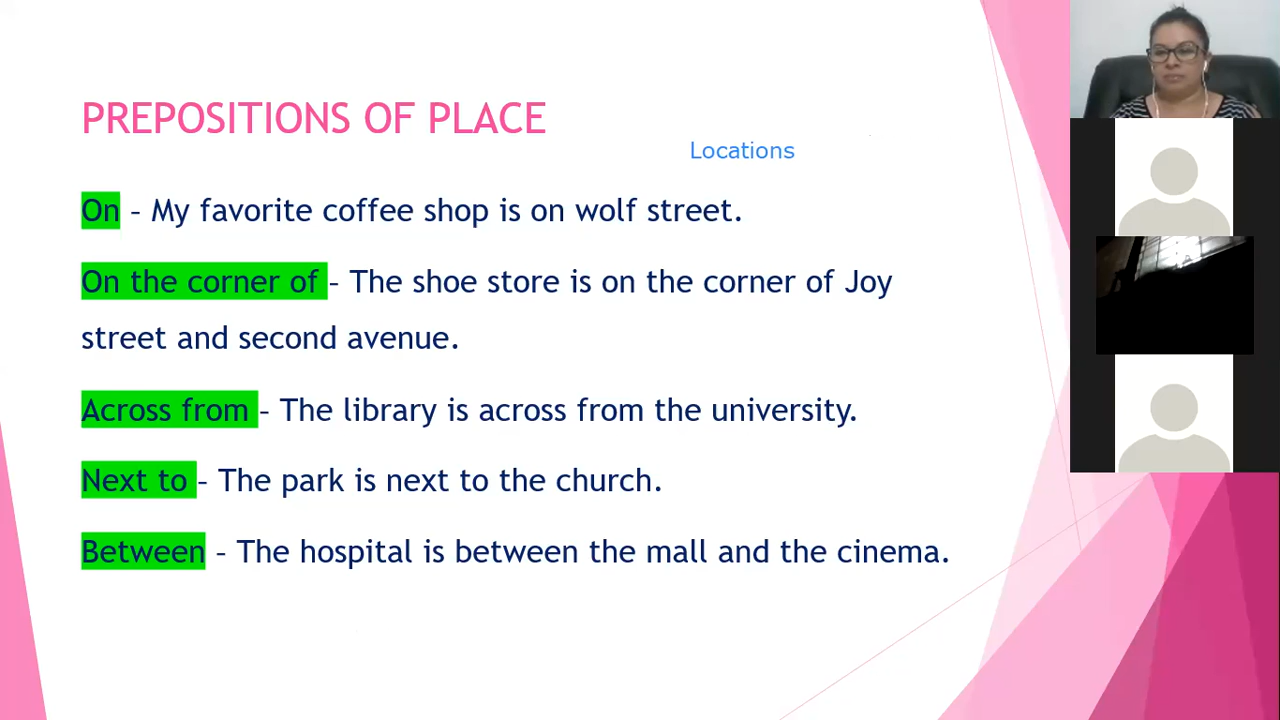 PREPOSITIONS OF PLACE
Locations
On – My favorite coffee shop is on wolf street.
On the corner of – The shoe store is on the corner of Joy
street and second avenue.
Across from – The library is across from the university.
Next to – The park is next to the church.
Between – The hospital is between the mall and the cinema.